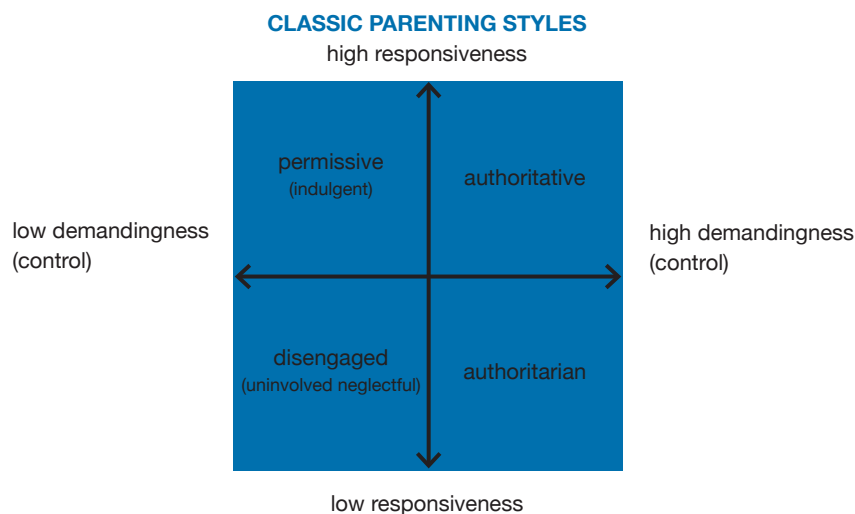 CLASSIC PARENTING STYLES
high responsiveness
permissive
(indulgent)
authoritative
low demandingness
(control)
high demandingness
(control)
disengaged
(uninvolved neglectful)
authoritarian
low responsiveness